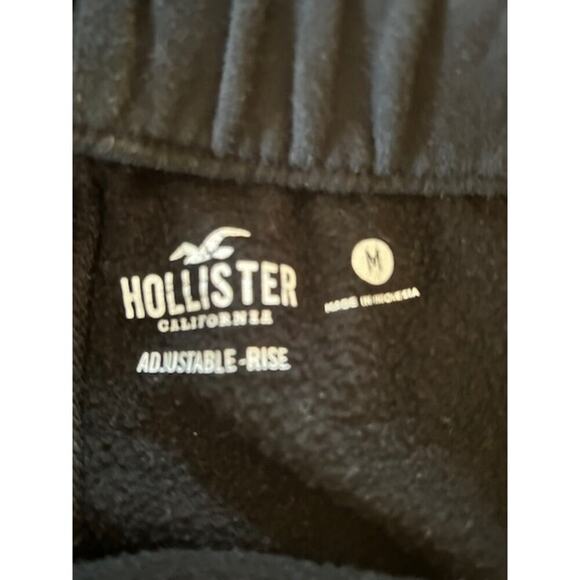 HOLLISTER
CALIFORNIA
ADJUSTABLE-RISE
M
MADE IN INDONESIA